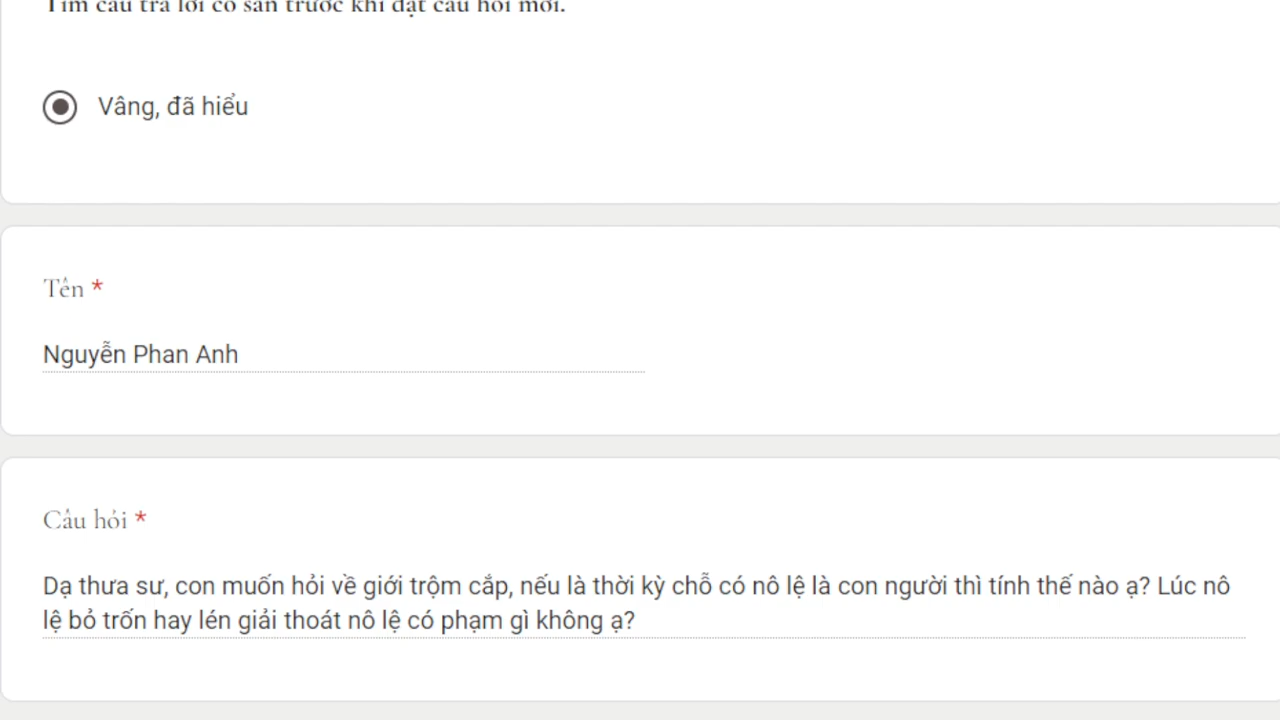 Tìm câu trả lời có sẵn trước khi đặt câu hỏi mới.
Vâng, đã hiểu
Tên *
Nguyễn Phan Anh
Câu hỏi *
Dạ thưa sư, con muốn hỏi về giới trộm cắp, nếu là thời kỳ chỗ có nô lệ là con người thì tính thế nào ạ? Lúc nô
lệ bỏ trốn hay lén giải thoát nô lệ có phạm gì không ạ?